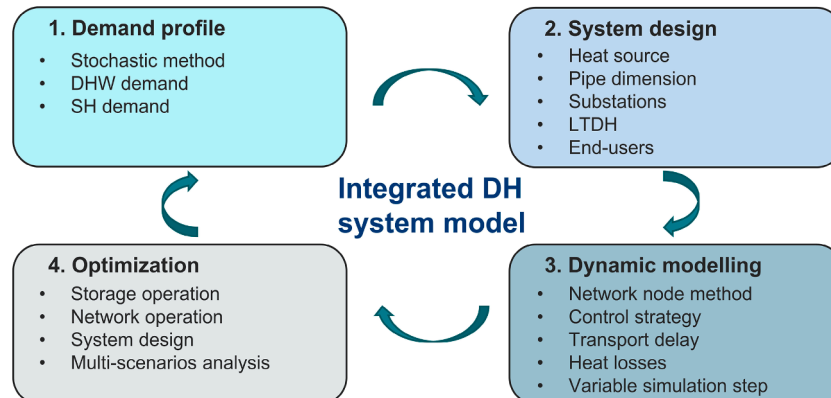 1. Demand profile
• Stochastic method
• DHW demand
• SH demand
2. System design
• Heat source
• Pipe dimension
• Substations
• LTDH
• End-users
Integrated DH
system model
4. Optimization
• Storage operation
• Network operation
• System design
• Multi-scenarios analysis
3. Dynamic modelling
• Network node method
• Control strategy
• Transport delay
• Heat losses
• Variable simulation step